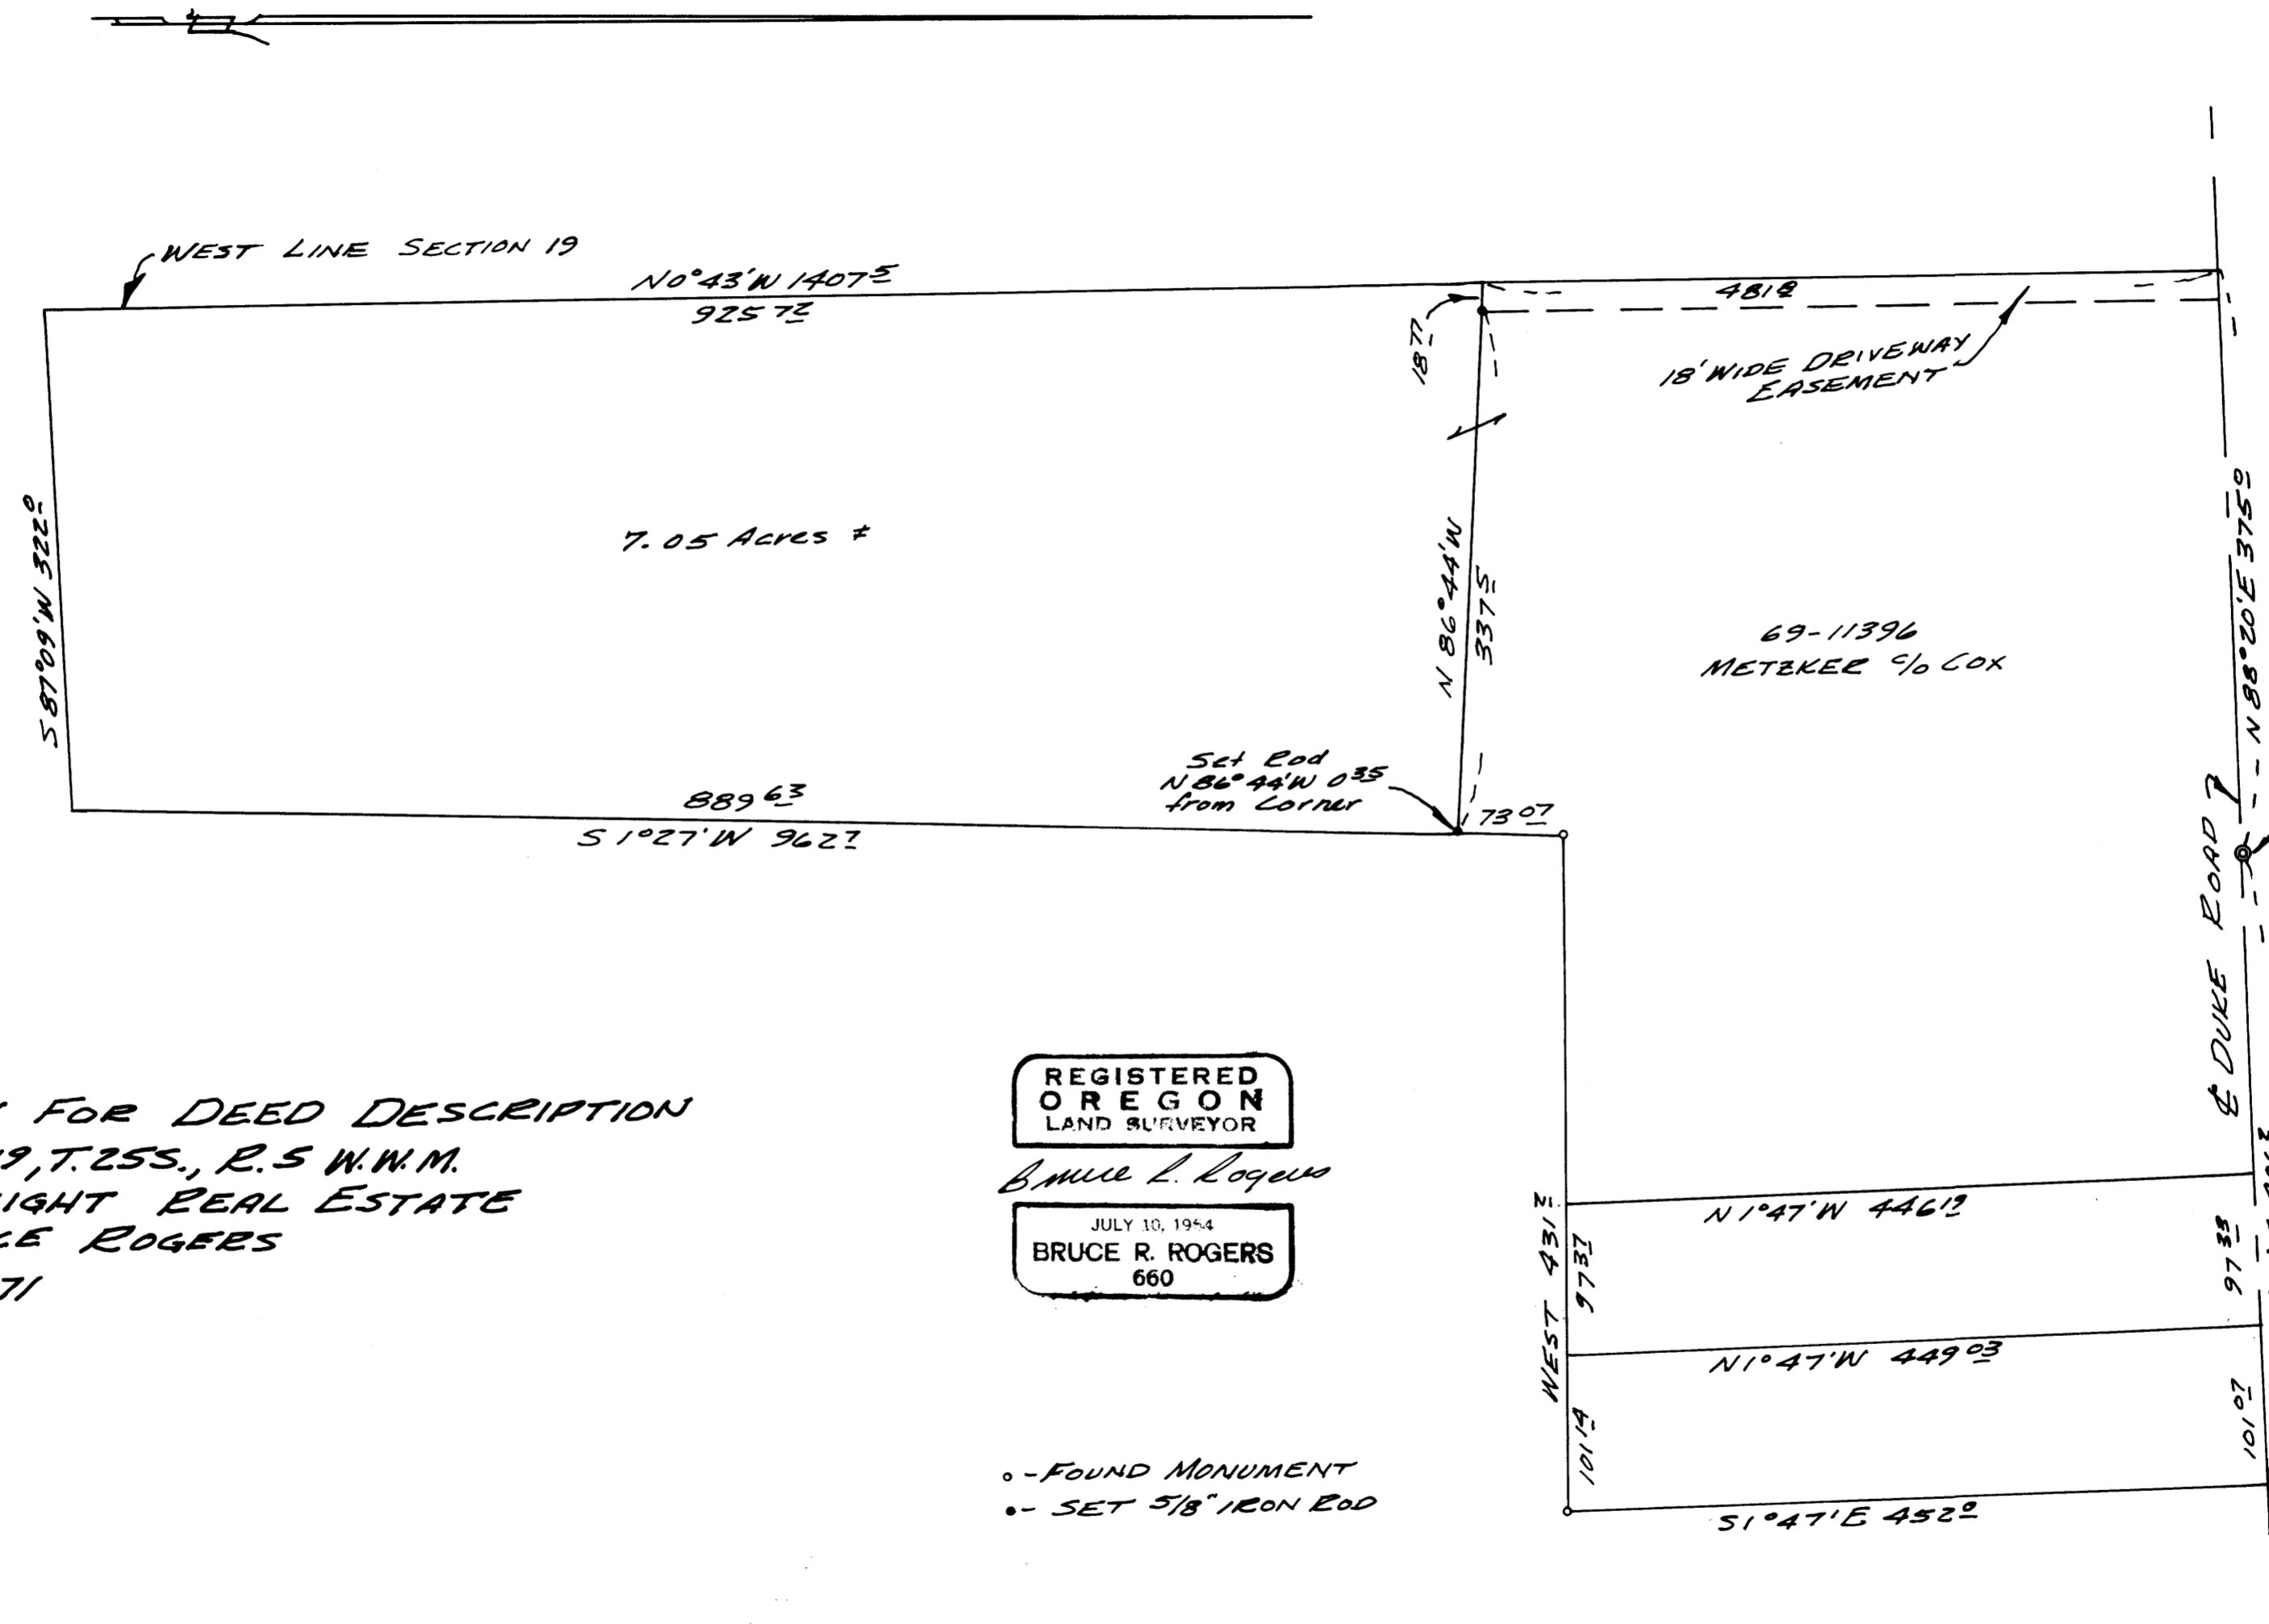 WEST LINE SECTION 19
N0°43'W 1407 5
925 72
481 8
18 77
18' WIDE DRIVEWAY
EASEMENT
S 87°09'W 322 0
7.05 Acres ±
N 86°44'W
337 5
69-11396
METZKER c/o COX
N 88°20'E 375 0
Set Rod
N 86°44'W 0 35
from Corner
889 63
S 1°27'W 962 7
73 07
℄ DUKE ROAD
FOR DEED DESCRIPTION
19, T.25S., R.5 W.W.M.
IGHT REAL ESTATE
CE ROGERS
71
REGISTERED
OREGON
LAND SURVEYOR
Bruce R. Rogers
JULY 10, 1964
BRUCE R. ROGERS
660
WEST 431 2
N 1°47'W 446 19
97 37
97 33
N 1°47'W 449 03
101 14
101 07
S 1°47'E 452 0
o - FOUND MONUMENT
•- SET 5/8" IRON ROD